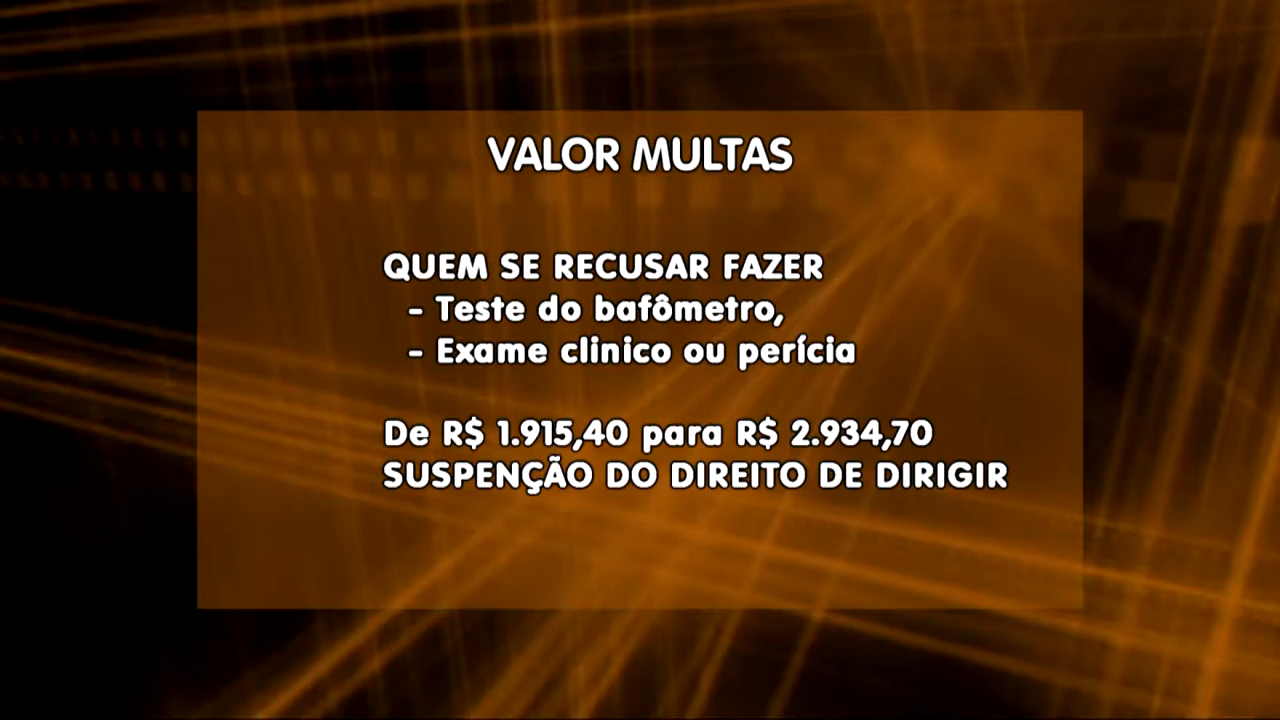 VALOR MULTAS
QUEM SE RECUSAR FAZER
- Teste do bafômetro,
- Exame clinico ou perícia
De R$ 1.915,40 para R$ 2.934,70
SUSPENÇÃO DO DIREITO DE DIRIGIR